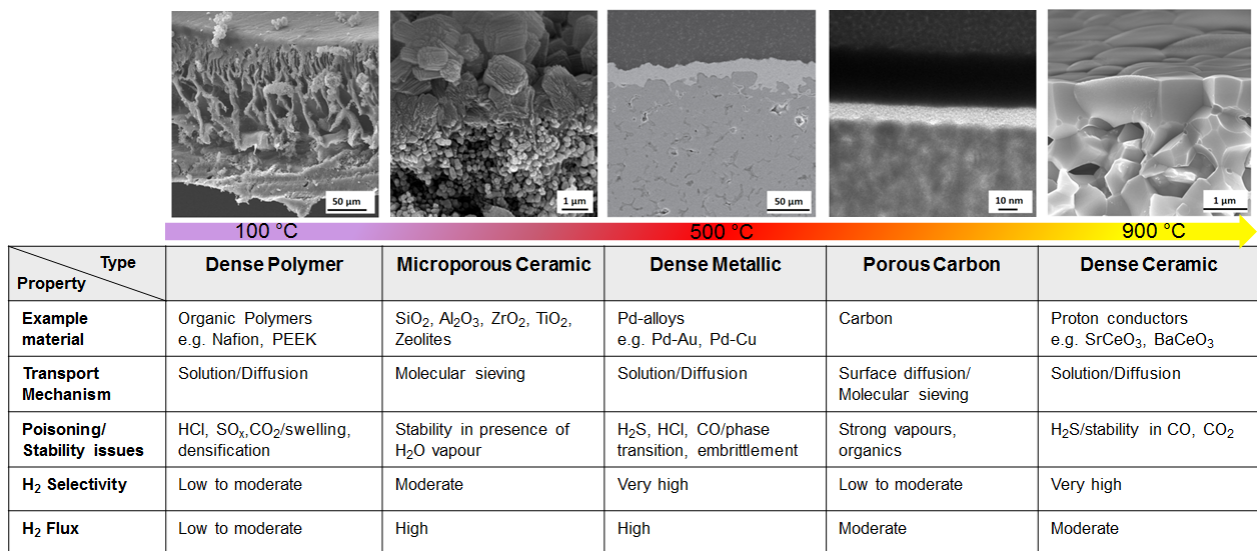 50 µm
1 µm
50 µm
10 nm
1 µm
100 °C
500 °C
900 °C
Type
Property
Dense Polymer
Microporous Ceramic
Dense Metallic
Porous Carbon
Dense Ceramic
Example
material
Organic Polymers
e.g. Nafion, PEEK
SiO₂, Al₂O₃, ZrO₂, TiO₂,
Zeolites
Pd-alloys
e.g. Pd-Au, Pd-Cu
Carbon
Proton conductors
e.g. SrCeO₃, BaCeO₃
Transport
Mechanism
Solution/Diffusion
Molecular sieving
Solution/Diffusion
Surface diffusion/
Molecular sieving
Solution/Diffusion
Poisoning/
Stability issues
HCl, SOₓ,CO₂/swelling,
densification
Stability in presence of
H₂O vapour
H₂S, HCl, CO/phase
transition, embrittlement
Strong vapours,
organics
H₂S/stability in CO, CO₂
H₂ Selectivity
Low to moderate
Moderate
Very high
Low to moderate
Very high
H₂ Flux
Low to moderate
High
High
Moderate
Moderate